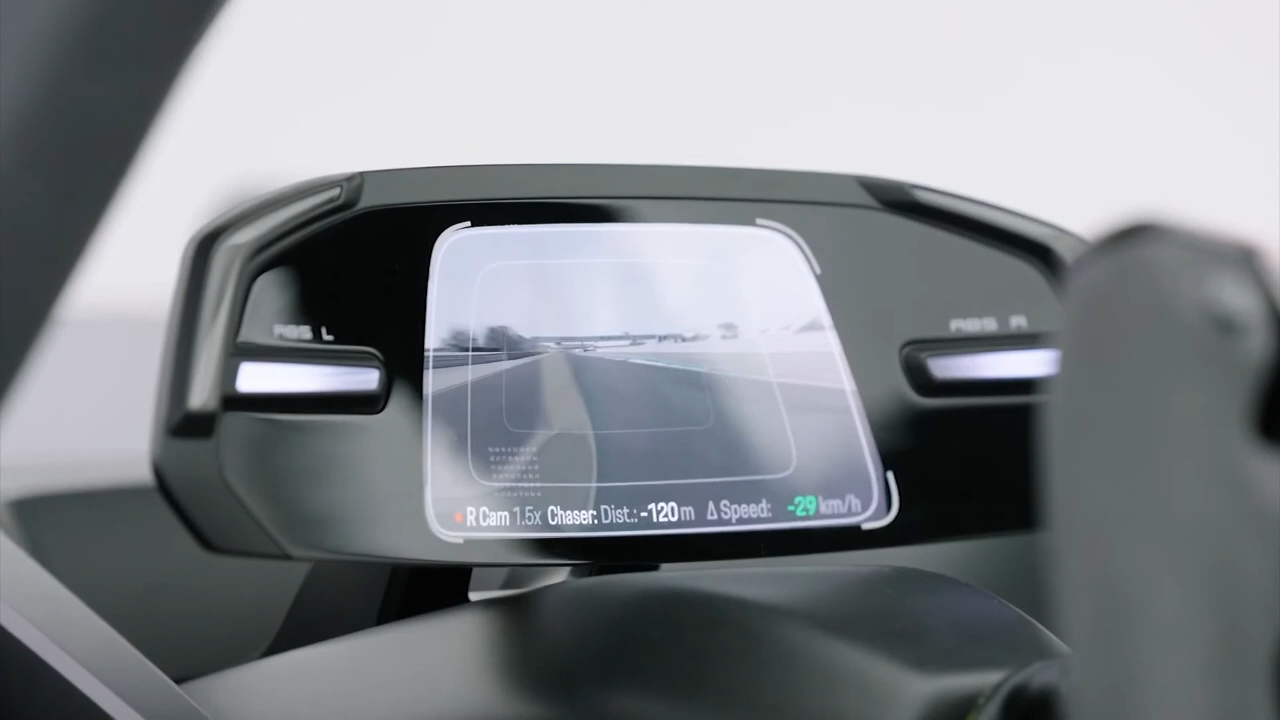 ABS L
ABS R
R Cam 1.5x Chaser: Dist.: -120 m Δ Speed: -29 km/h